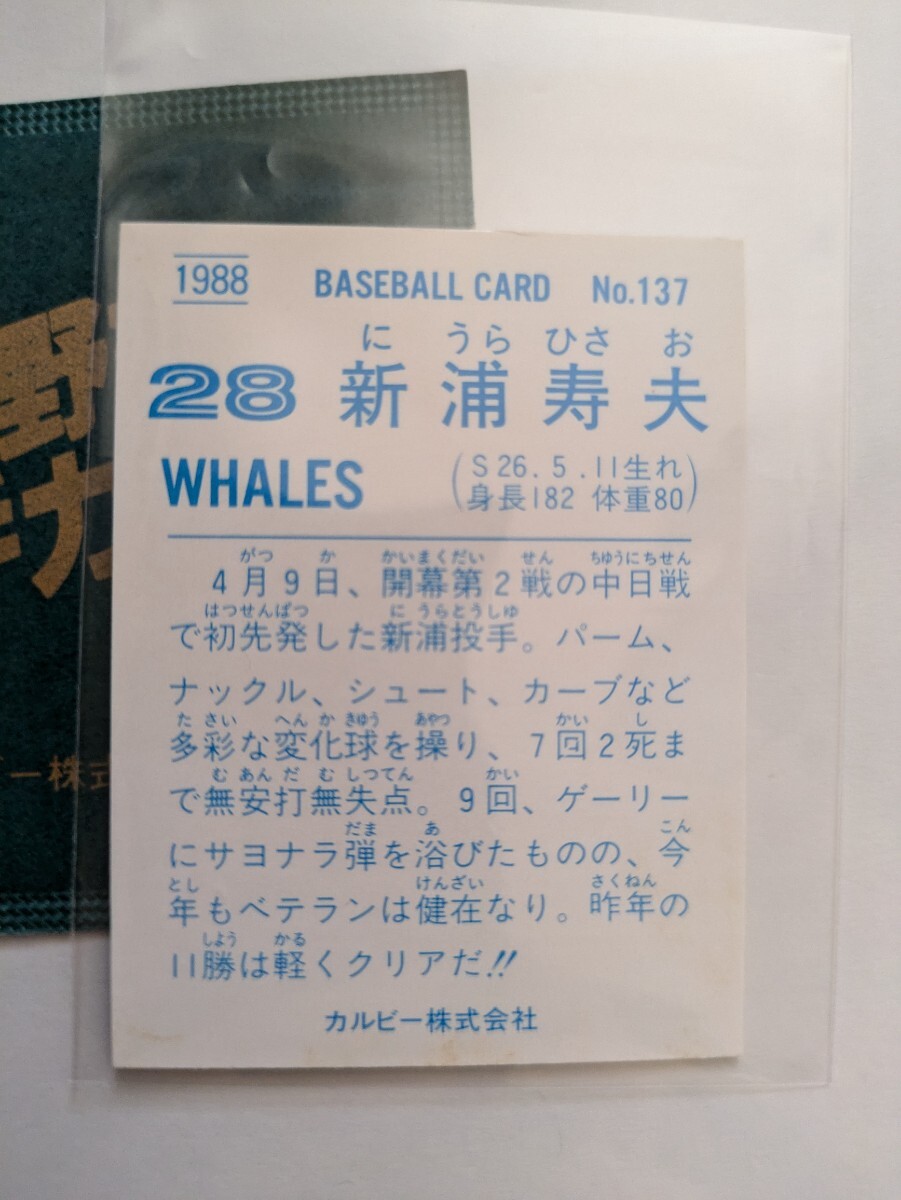 1988 BASEBALL CARD No.137
に うら ひさ お
28 新浦寿夫
WHALES
(S26.5.11生れ
身長182 体重80)
がつ か かいまくだい せん ちゆうにちせん
4月9日、開幕第2戦の中日戦
はつせんぱつ にうらとうしゆ
で初先発した新浦投手。パーム、
ナックル、シュート、カーブなど
たさい へんかきゆう あやつ かい し
多彩な変化球を操り、7回2死ま
むあんだむしつてん かい
で無安打無失点。9回、ゲーリー
だま あ こん
にサヨナラ弾を浴びたものの、今
とし けんざい さくねん
年もベテランは健在なり。昨年の
しよう かる
11勝は軽くクリアだ!!
カルビー株式会社
野
ー株式